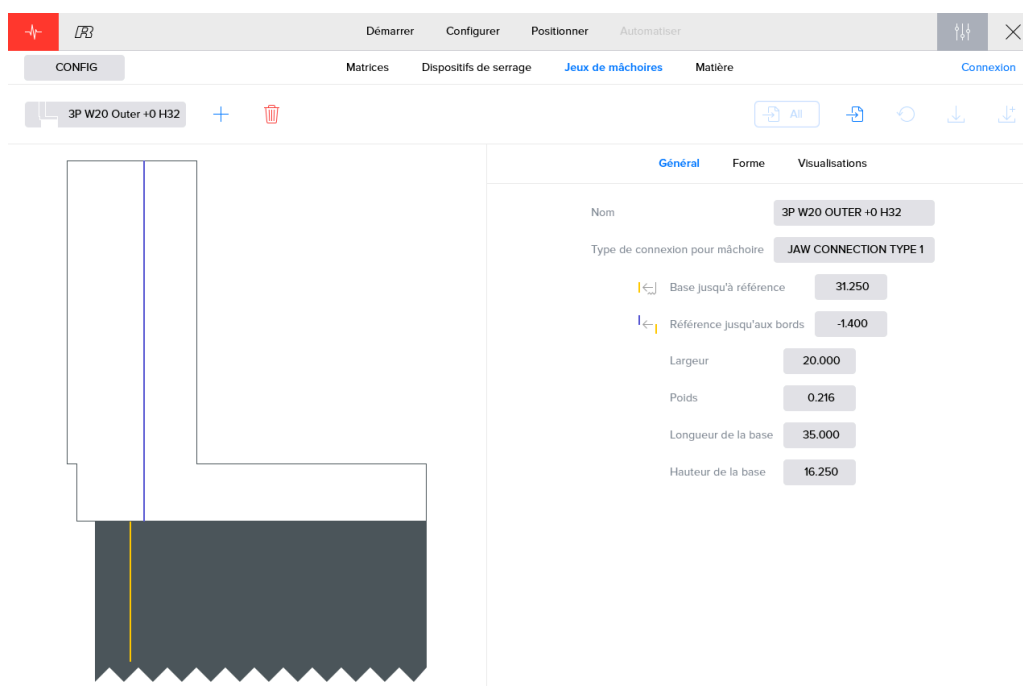 Démarrer Configurer Positionner Automatiser
CONFIG Matrices Dispositifs de serrage Jeux de mâchoires Matière Connexion
3P W20 Outer +0 H32 All
Général Forme Visualisations
Nom 3P W20 OUTER +0 H32
Type de connexion pour mâchoire JAW CONNECTION TYPE 1
Base jusqu'à référence 31.250
Référence jusqu'aux bords -1.400
Largeur 20.000
Poids 0.216
Longueur de la base 35.000
Hauteur de la base 16.250